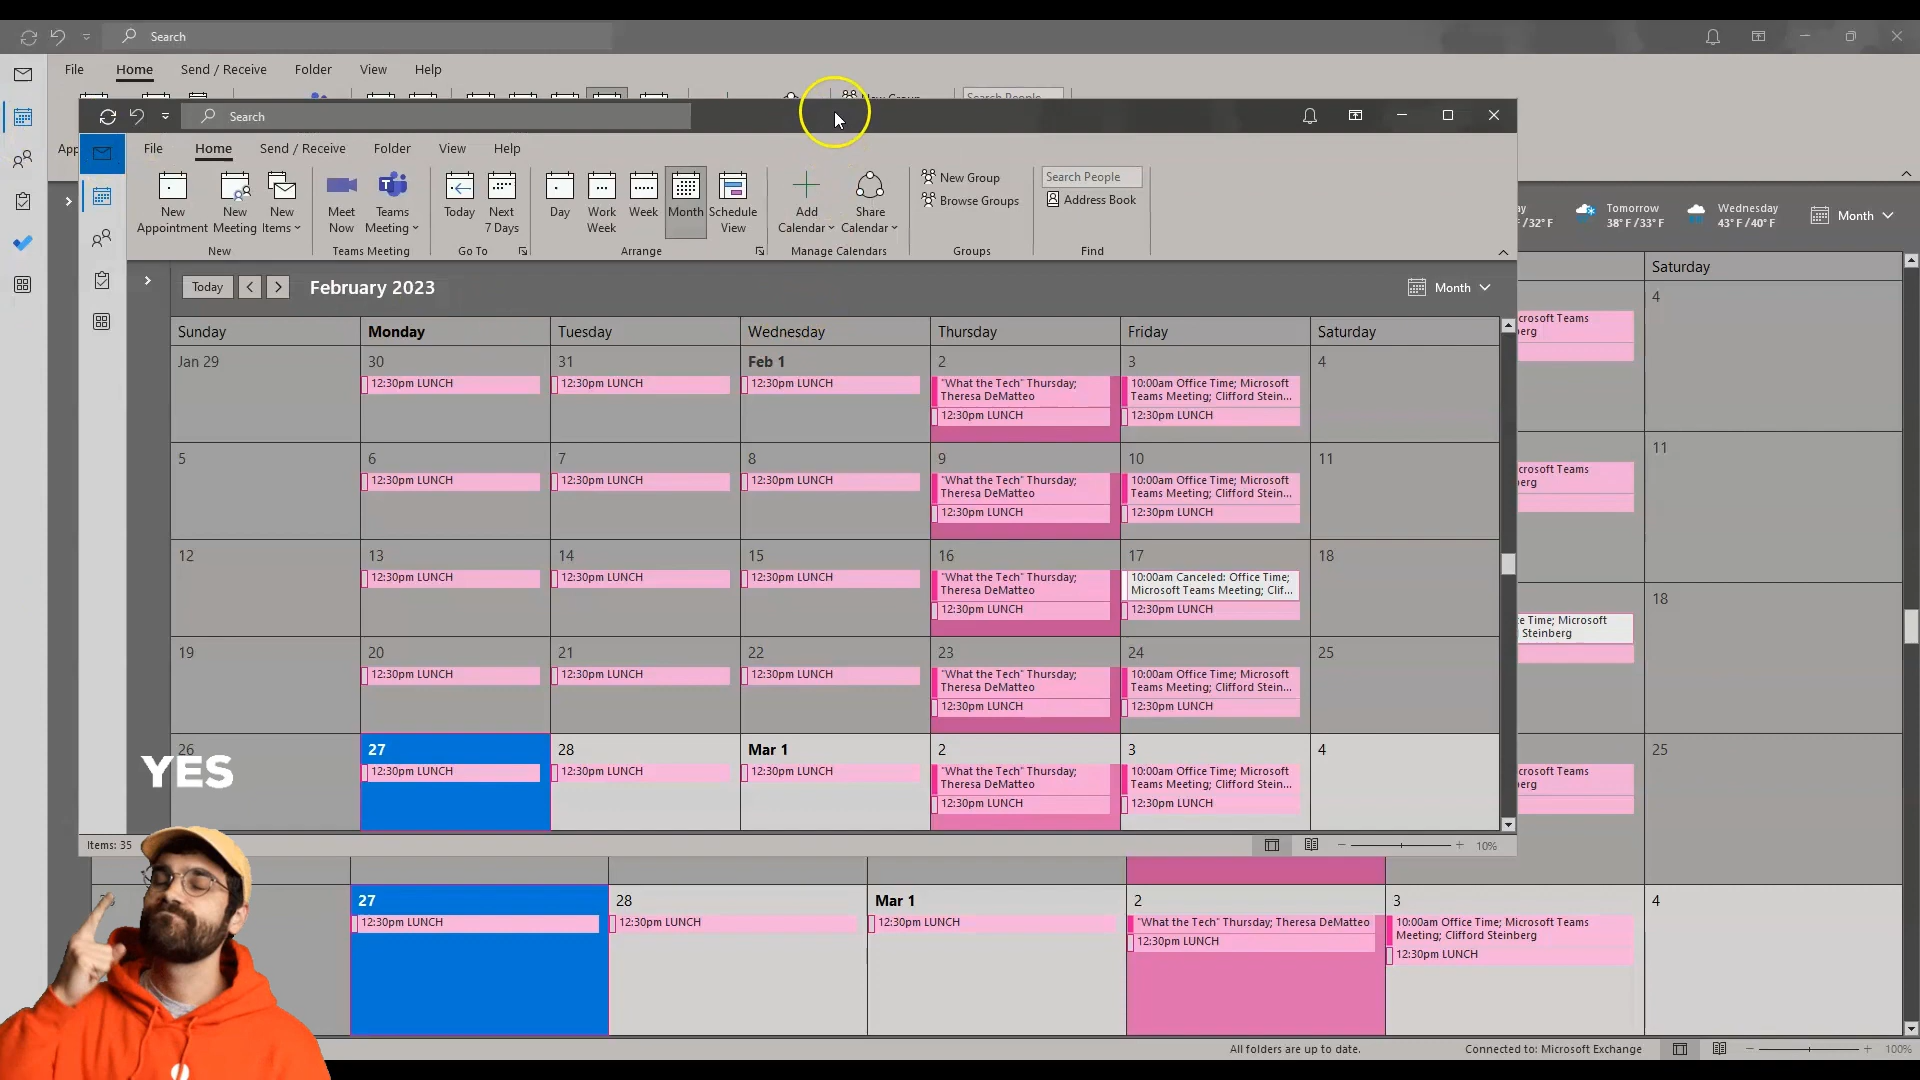 Search
File Home Send / Receive Folder View Help
Search
File Home Send / Receive Folder View Help
New Appointment
New Meeting
New Items
New
Meet Now
Teams Meeting
Teams Meeting
Today
Next 7 Days
Go To
Day
Work Week
Week
Month
Schedule View
Arrange
Add Calendar
Share Calendar
Manage Calendars
New Group
Browse Groups
Groups
Search People
Address Book
Find
/32° F
Tomorrow
38° F /33° F
Wednesday
43° F /40° F
Month
Today
February 2023
Month
Sunday Monday Tuesday Wednesday Thursday Friday Saturday
Jan 29 30 31 Feb 1 2 3 4
12:30pm LUNCH
12:30pm LUNCH
12:30pm LUNCH
"What the Tech" Thursday;
Theresa DeMatteo
12:30pm LUNCH
10:00am Office Time; Microsoft
Teams Meeting; Clifford Stein...
12:30pm LUNCH
5 6 7 8 9 10 11
12:30pm LUNCH
12:30pm LUNCH
12:30pm LUNCH
"What the Tech" Thursday;
Theresa DeMatteo
12:30pm LUNCH
10:00am Office Time; Microsoft
Teams Meeting; Clifford Stein...
12:30pm LUNCH
12 13 14 15 16 17 18
12:30pm LUNCH
12:30pm LUNCH
12:30pm LUNCH
"What the Tech" Thursday;
Theresa DeMatteo
12:30pm LUNCH
10:00am Canceled: Office Time;
Microsoft Teams Meeting; Clif...
12:30pm LUNCH
19 20 21 22 23 24 25
12:30pm LUNCH
12:30pm LUNCH
12:30pm LUNCH
"What the Tech" Thursday;
Theresa DeMatteo
12:30pm LUNCH
10:00am Office Time; Microsoft
Teams Meeting; Clifford Stein...
12:30pm LUNCH
26 27 28 Mar 1 2 3 4
12:30pm LUNCH
12:30pm LUNCH
12:30pm LUNCH
"What the Tech" Thursday;
Theresa DeMatteo
12:30pm LUNCH
10:00am Office Time; Microsoft
Teams Meeting; Clifford Stein...
12:30pm LUNCH
YES
Items: 35
10%
Saturday
4
11
18
Time; Microsoft
Steinberg
25
27 28 Mar 1 2 3 4
12:30pm LUNCH
12:30pm LUNCH
12:30pm LUNCH
"What the Tech" Thursday; Theresa DeMatteo
12:30pm LUNCH
10:00am Office Time; Microsoft Teams
Meeting; Clifford Steinberg
12:30pm LUNCH
All folders are up to date.
Connected to: Microsoft Exchange
100%